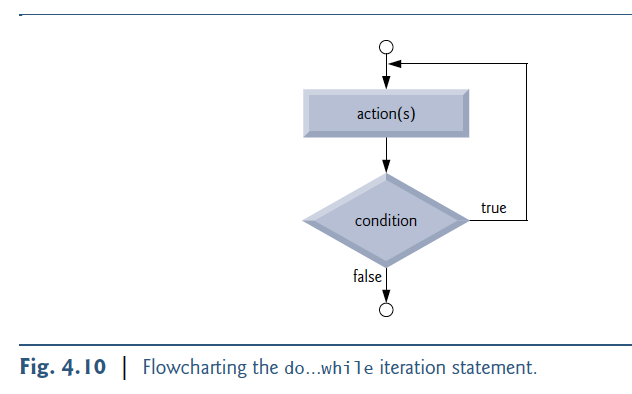 action(s)
condition
true
false
Fig. 4.10 | Flowcharting the do...while iteration statement.